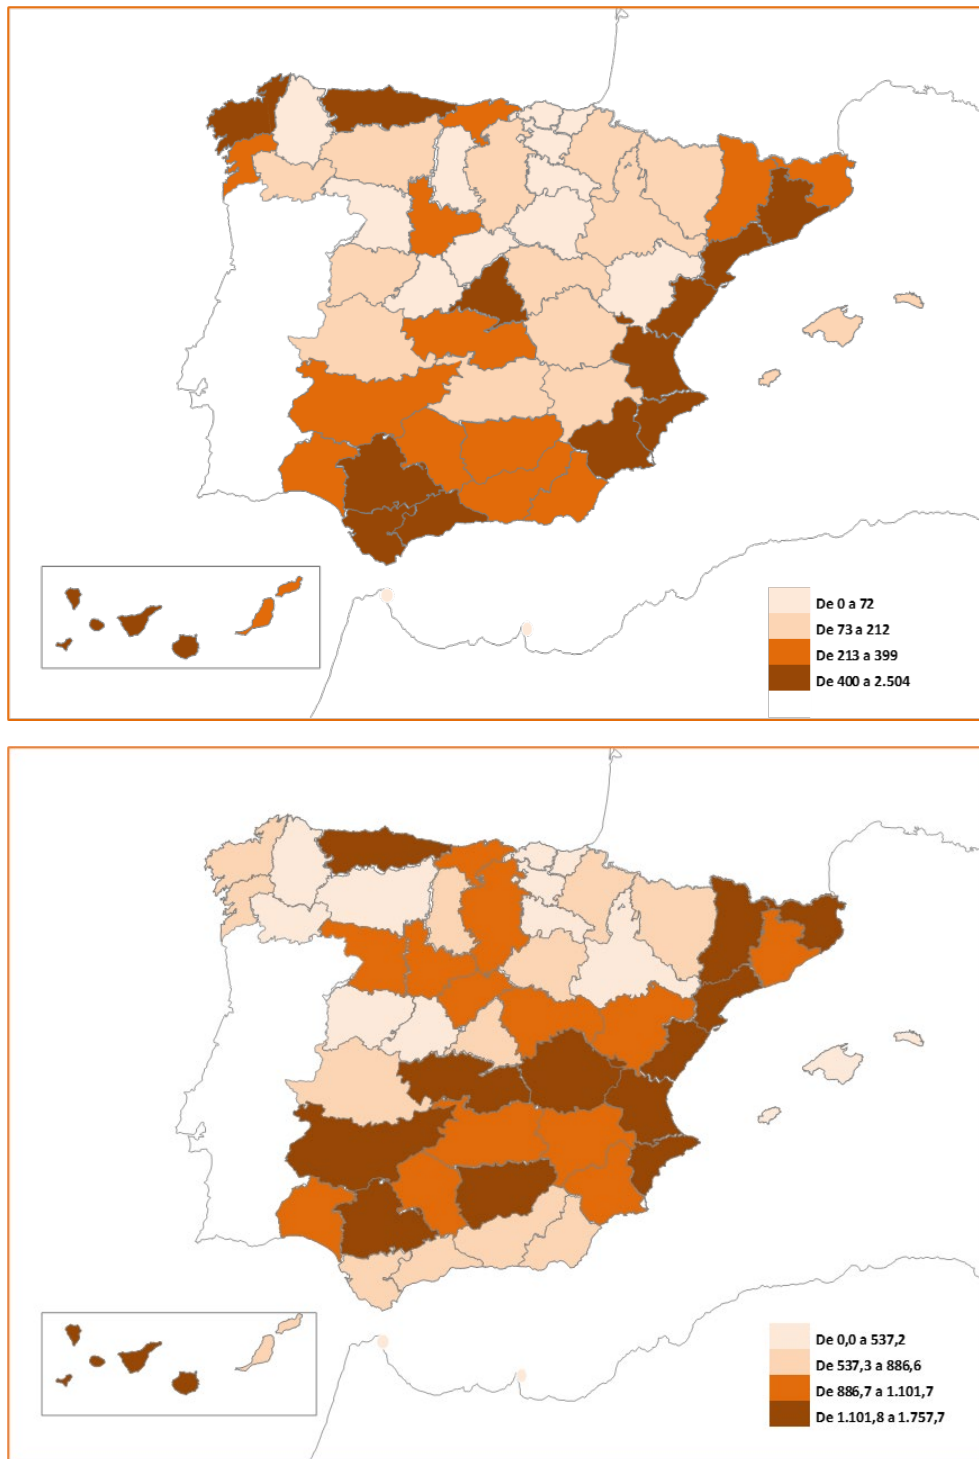 De 0 a 72
De 73 a 212
De 213 a 399
De 400 a 2.504
De 0,0 a 537,2
De 537,3 a 886,6
De 886,7 a 1.101,7
De 1.101,8 a 1.757,7